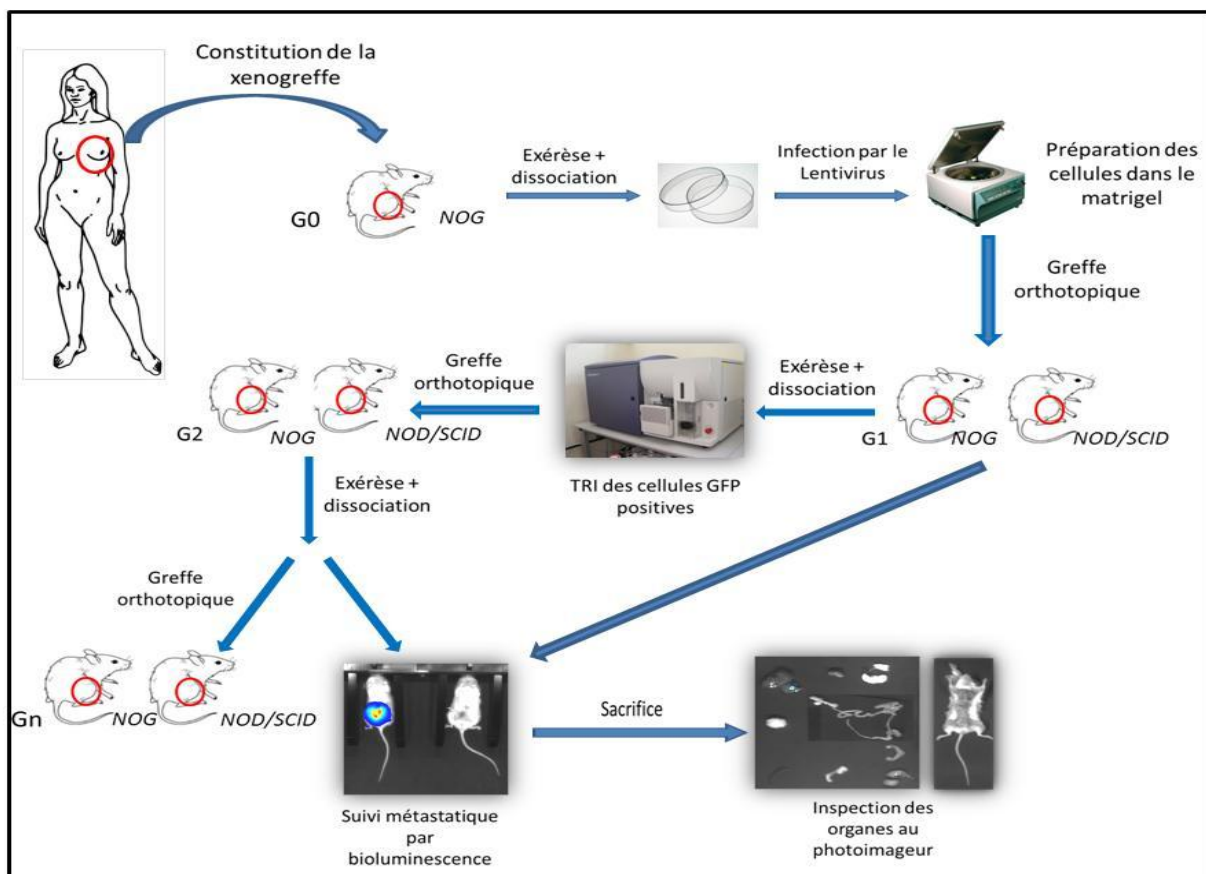 Constitution de la
xenogreffe
G0
NOG
Exérèse +
dissociation
Infection par le
Lentivirus
Préparation des
cellules dans le
matrigel
Greffe
orthotopique
G1
NOG
NOD/SCID
Exérèse +
dissociation
TRI des cellules GFP
positives
Greffe
orthotopique
G2
NOG
NOD/SCID
Exérèse +
dissociation
Greffe
orthotopique
Gn
NOG
NOD/SCID
Suivi métastatique
par
bioluminescence
Sacrifice
Inspection des
organes au
photoimageur